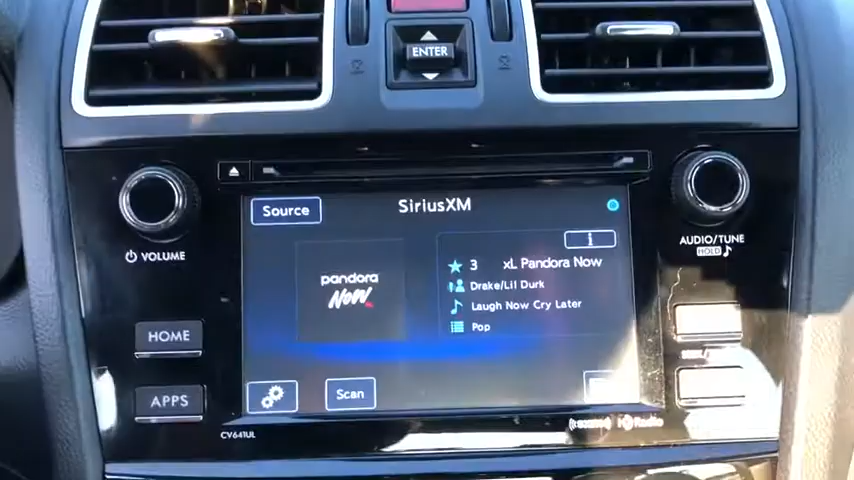 ENTER
Source
SiriusXM
i
3 xL Pandora Now
Drake/Lil Durk
Laugh Now Cry Later
Pop
pandora
Now
VOLUME
AUDIO/TUNE
HOLD
HOME
APPS
Scan
CV641UL
Radio